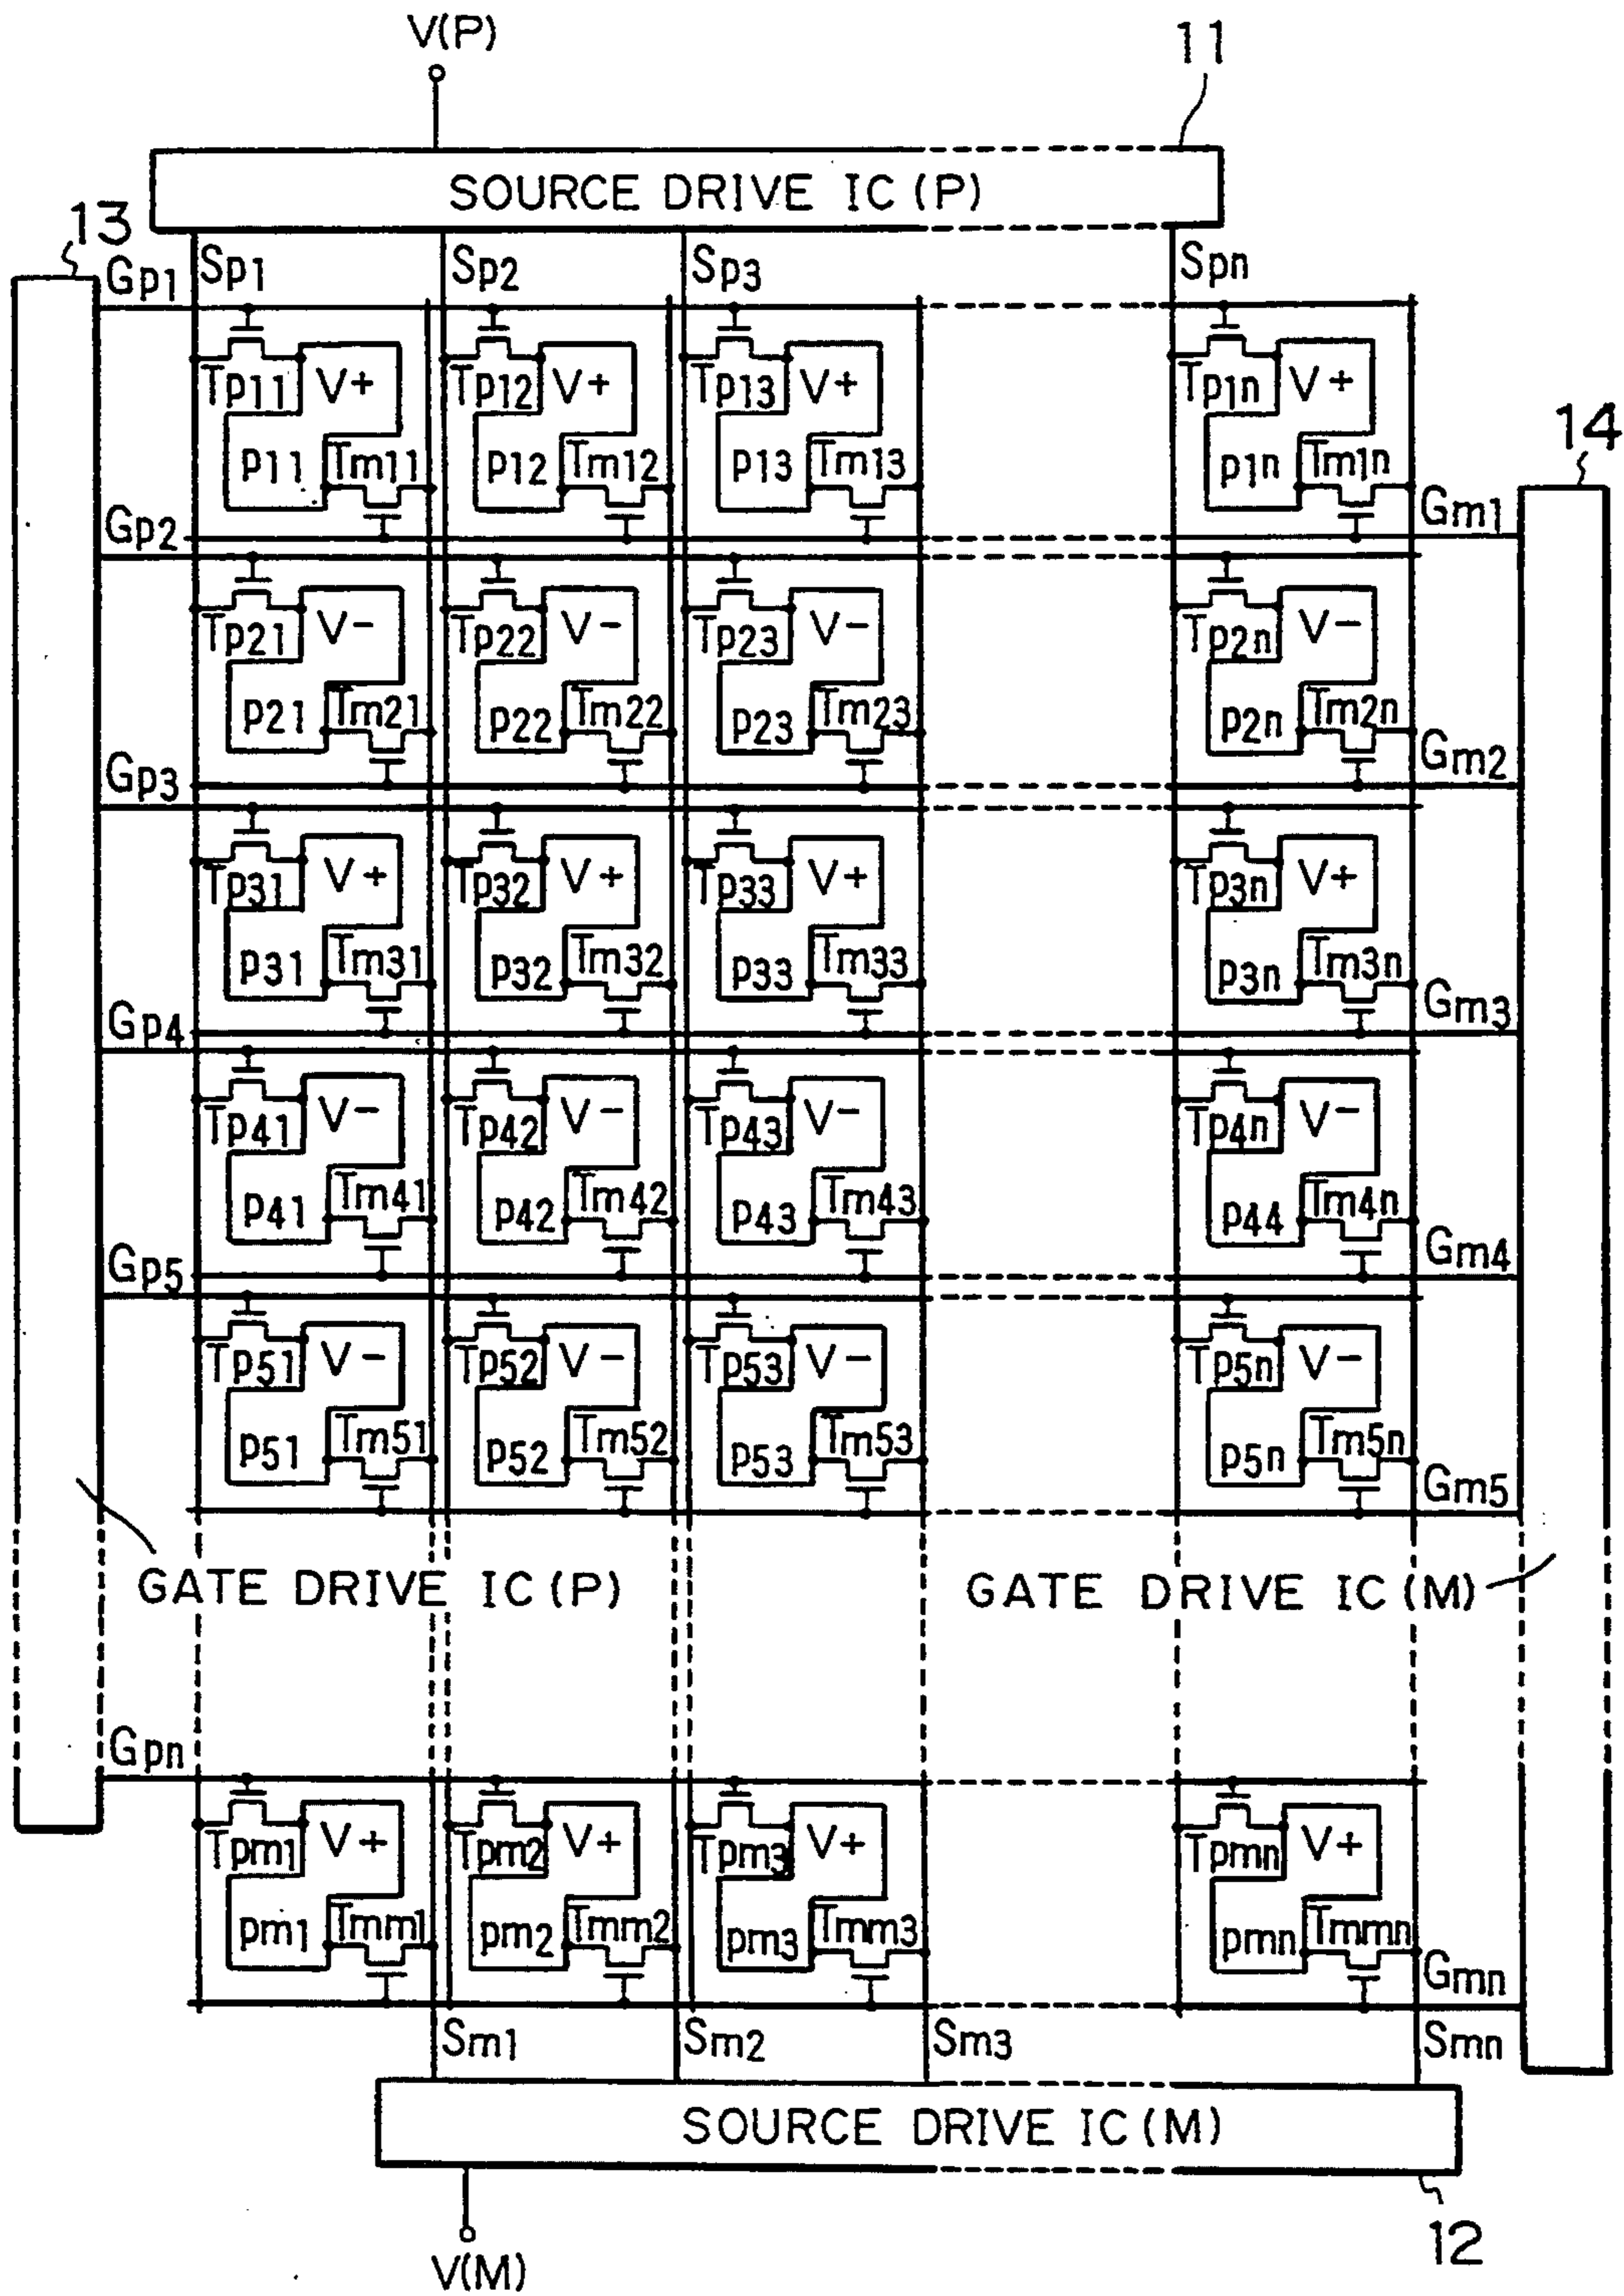 V(P)
11
SOURCE DRIVE IC (P)
13
Gp1 Sp1 Sp2 Sp3 Spn
Tp11 V+ Tp12 V+ Tp13 V+ Tp1n V+
14
p11 Tm11 p12 Tm12 p13 Tm13 p1n Tm1n
Gp2 Gm1
Tp21 V- Tp22 V- Tp23 V- Tp2n V-
p21 Tm21 p22 Tm22 p23 Tm23 p2n Tm2n
Gp3 Gm2
Tp31 V+ Tp32 V+ Tp33 V+ Tp3n V+
p31 Tm31 p32 Tm32 p33 Tm33 p3n Tm3n
Gp4 Gm3
Tp41 V- Tp42 V- Tp43 V- Tp4n V-
p41 Tm41 p42 Tm42 p43 Tm43 p44 Tm4n
Gp5 Gm4
Tp51 V- Tp52 V- Tp53 V- Tp5n V-
p51 Tm51 p52 Tm52 p53 Tm53 p5n Tm5n
Gm5
GATE DRIVE IC (P) GATE DRIVE IC (M)
Gpn
Tpm1 V+ Tpm2 V+ Tpm3 V+ Tpmn V+
pm1 Tmm1 pm2 Tmm2 pm3 Tmm3 pmn Tmmn
Gmn
Sm1 Sm2 Sm3 Smn
SOURCE DRIVE IC (M)
12
V(M)